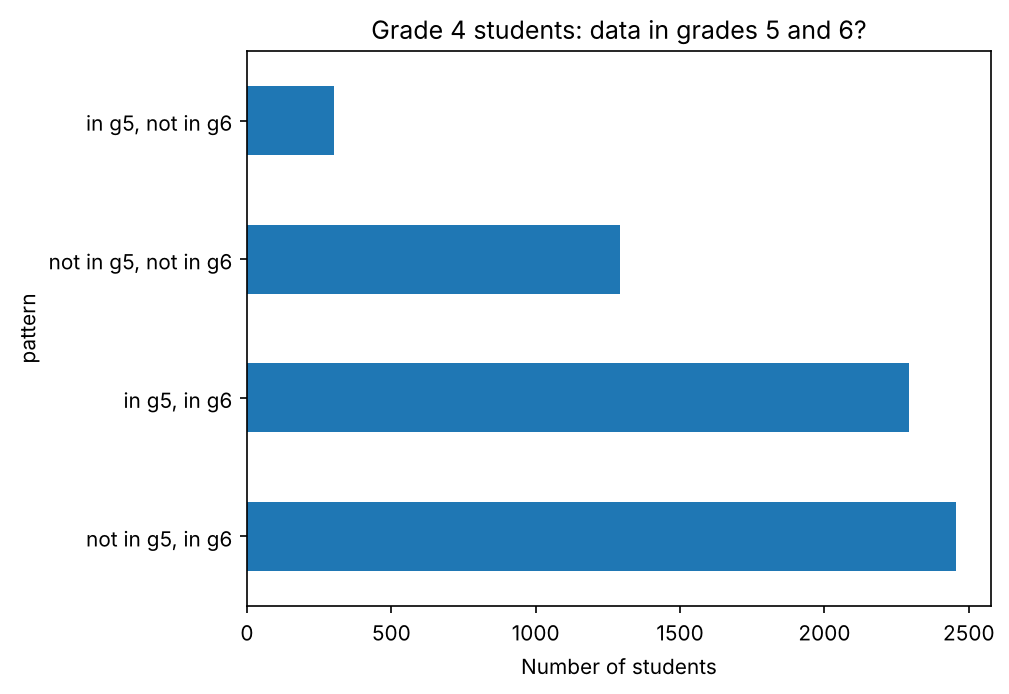 Grade 4 students: data in grades 5 and 6?
in g5, not in g6
not in g5, not in g6
in g5, in g6
not in g5, in g6
pattern
0 500 1000 1500 2000 2500
Number of students